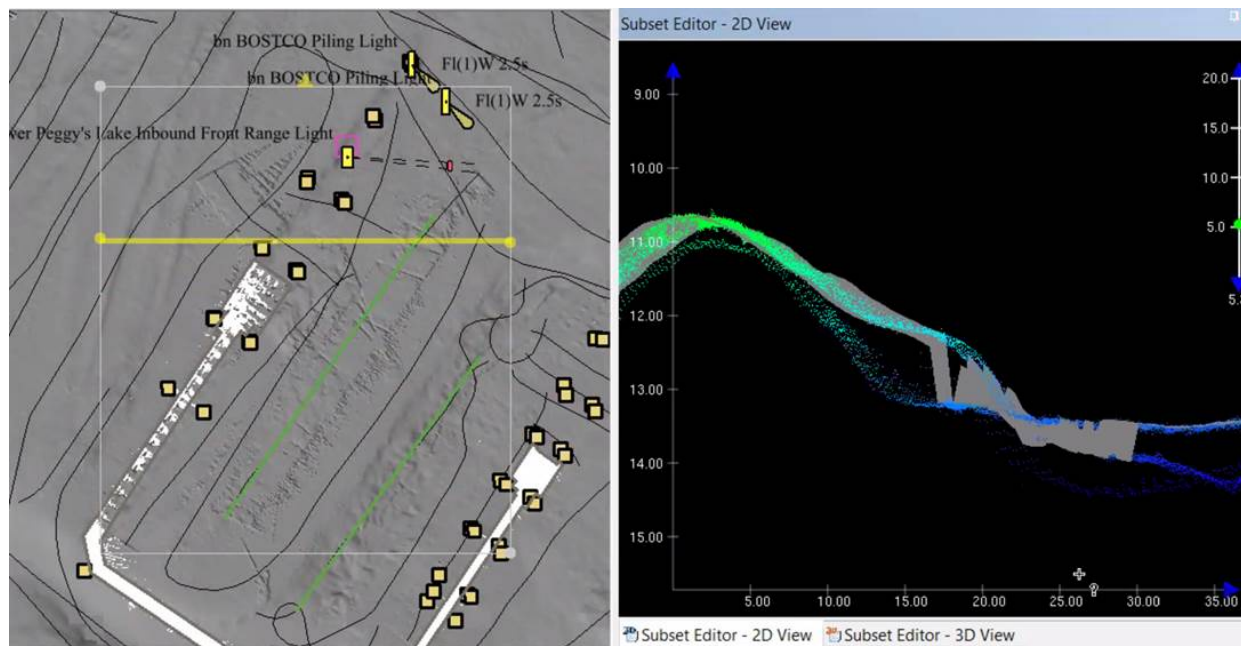 bn BOSTCO Piling Light
Fl(1)W 2.5s
bn BOSTCO Piling Light
Fl(1)W 2.5s
wer Peggy's Lake Inbound Front Range Light
Subset Editor - 2D View
9.00
10.00
11.00
12.00
13.00
14.00
15.00
5.00
10.00
15.00
20.00
25.00
30.00
35.00
20.0
15.0
10.0
5.0
Subset Editor - 2D View
Subset Editor - 3D View